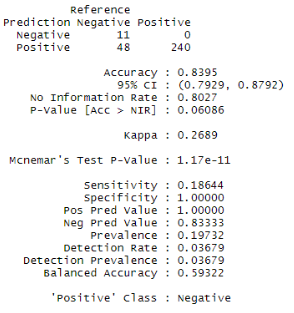 Reference
Prediction Negative Positive
Negative 11 0
Positive 48 240
Accuracy : 0.8395
95% CI : (0.7929, 0.8792)
No Information Rate : 0.8027
P-Value [Acc > NIR] : 0.06086
Kappa : 0.2689
Mcnemar's Test P-Value : 1.17e-11
Sensitivity : 0.18644
Specificity : 1.00000
Pos Pred Value : 1.00000
Neg Pred Value : 0.83333
Prevalence : 0.19732
Detection Rate : 0.03679
Detection Prevalence : 0.03679
Balanced Accuracy : 0.59322
'Positive' Class : Negative